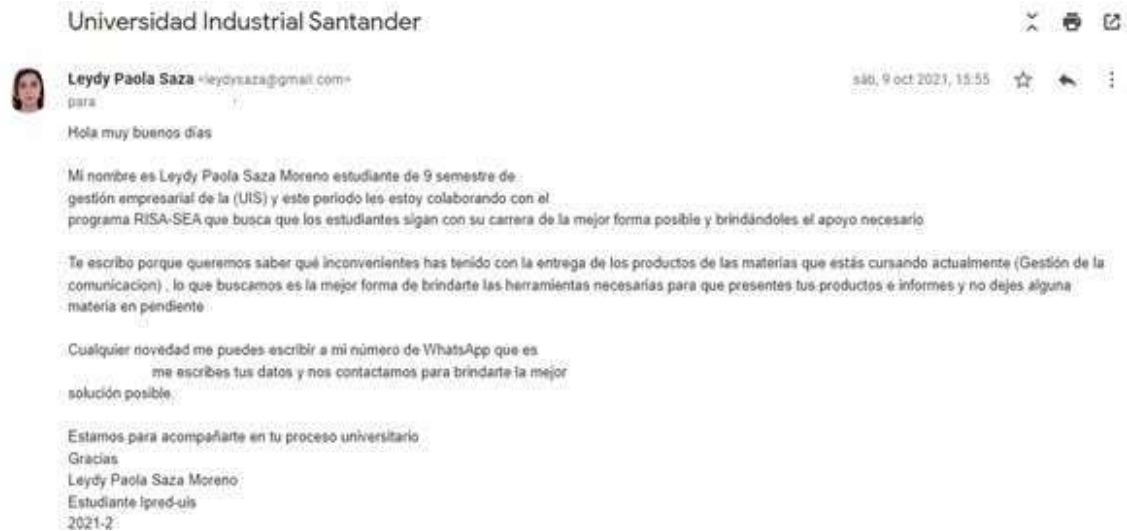 Universidad Industrial Santander
Leydy Paola Saza <leydysaza@gmail.com>
sáb, 9 oct 2021, 15:55
para
Hola muy buenos días
Mi nombre es Leydy Paola Saza Moreno estudiante de 9 semestre de
gestión empresarial de la (UIS) y este periodo les estoy colaborando con el
programa RISA-SEA que busca que los estudiantes sigan con su carrera de la mejor forma posible y brindándoles el apoyo necesario
Te escribo porque queremos saber qué inconvenientes has tenido con la entrega de los productos de las materias que estás cursando actualmente (Gestión de la
comunicacion) , lo que buscamos es la mejor forma de brindarte las herramientas necesarias para que presentes tus productos e informes y no dejes alguna
materia en pendiente
Cualquier novedad me puedes escribir a mi número de WhatsApp que es
me escribes tus datos y nos contactamos para brindarte la mejor
solución posible.
Estamos para acompañarte en tu proceso universitario
Gracias
Leydy Paola Saza Moreno
Estudiante Ipred-uis
2021-2